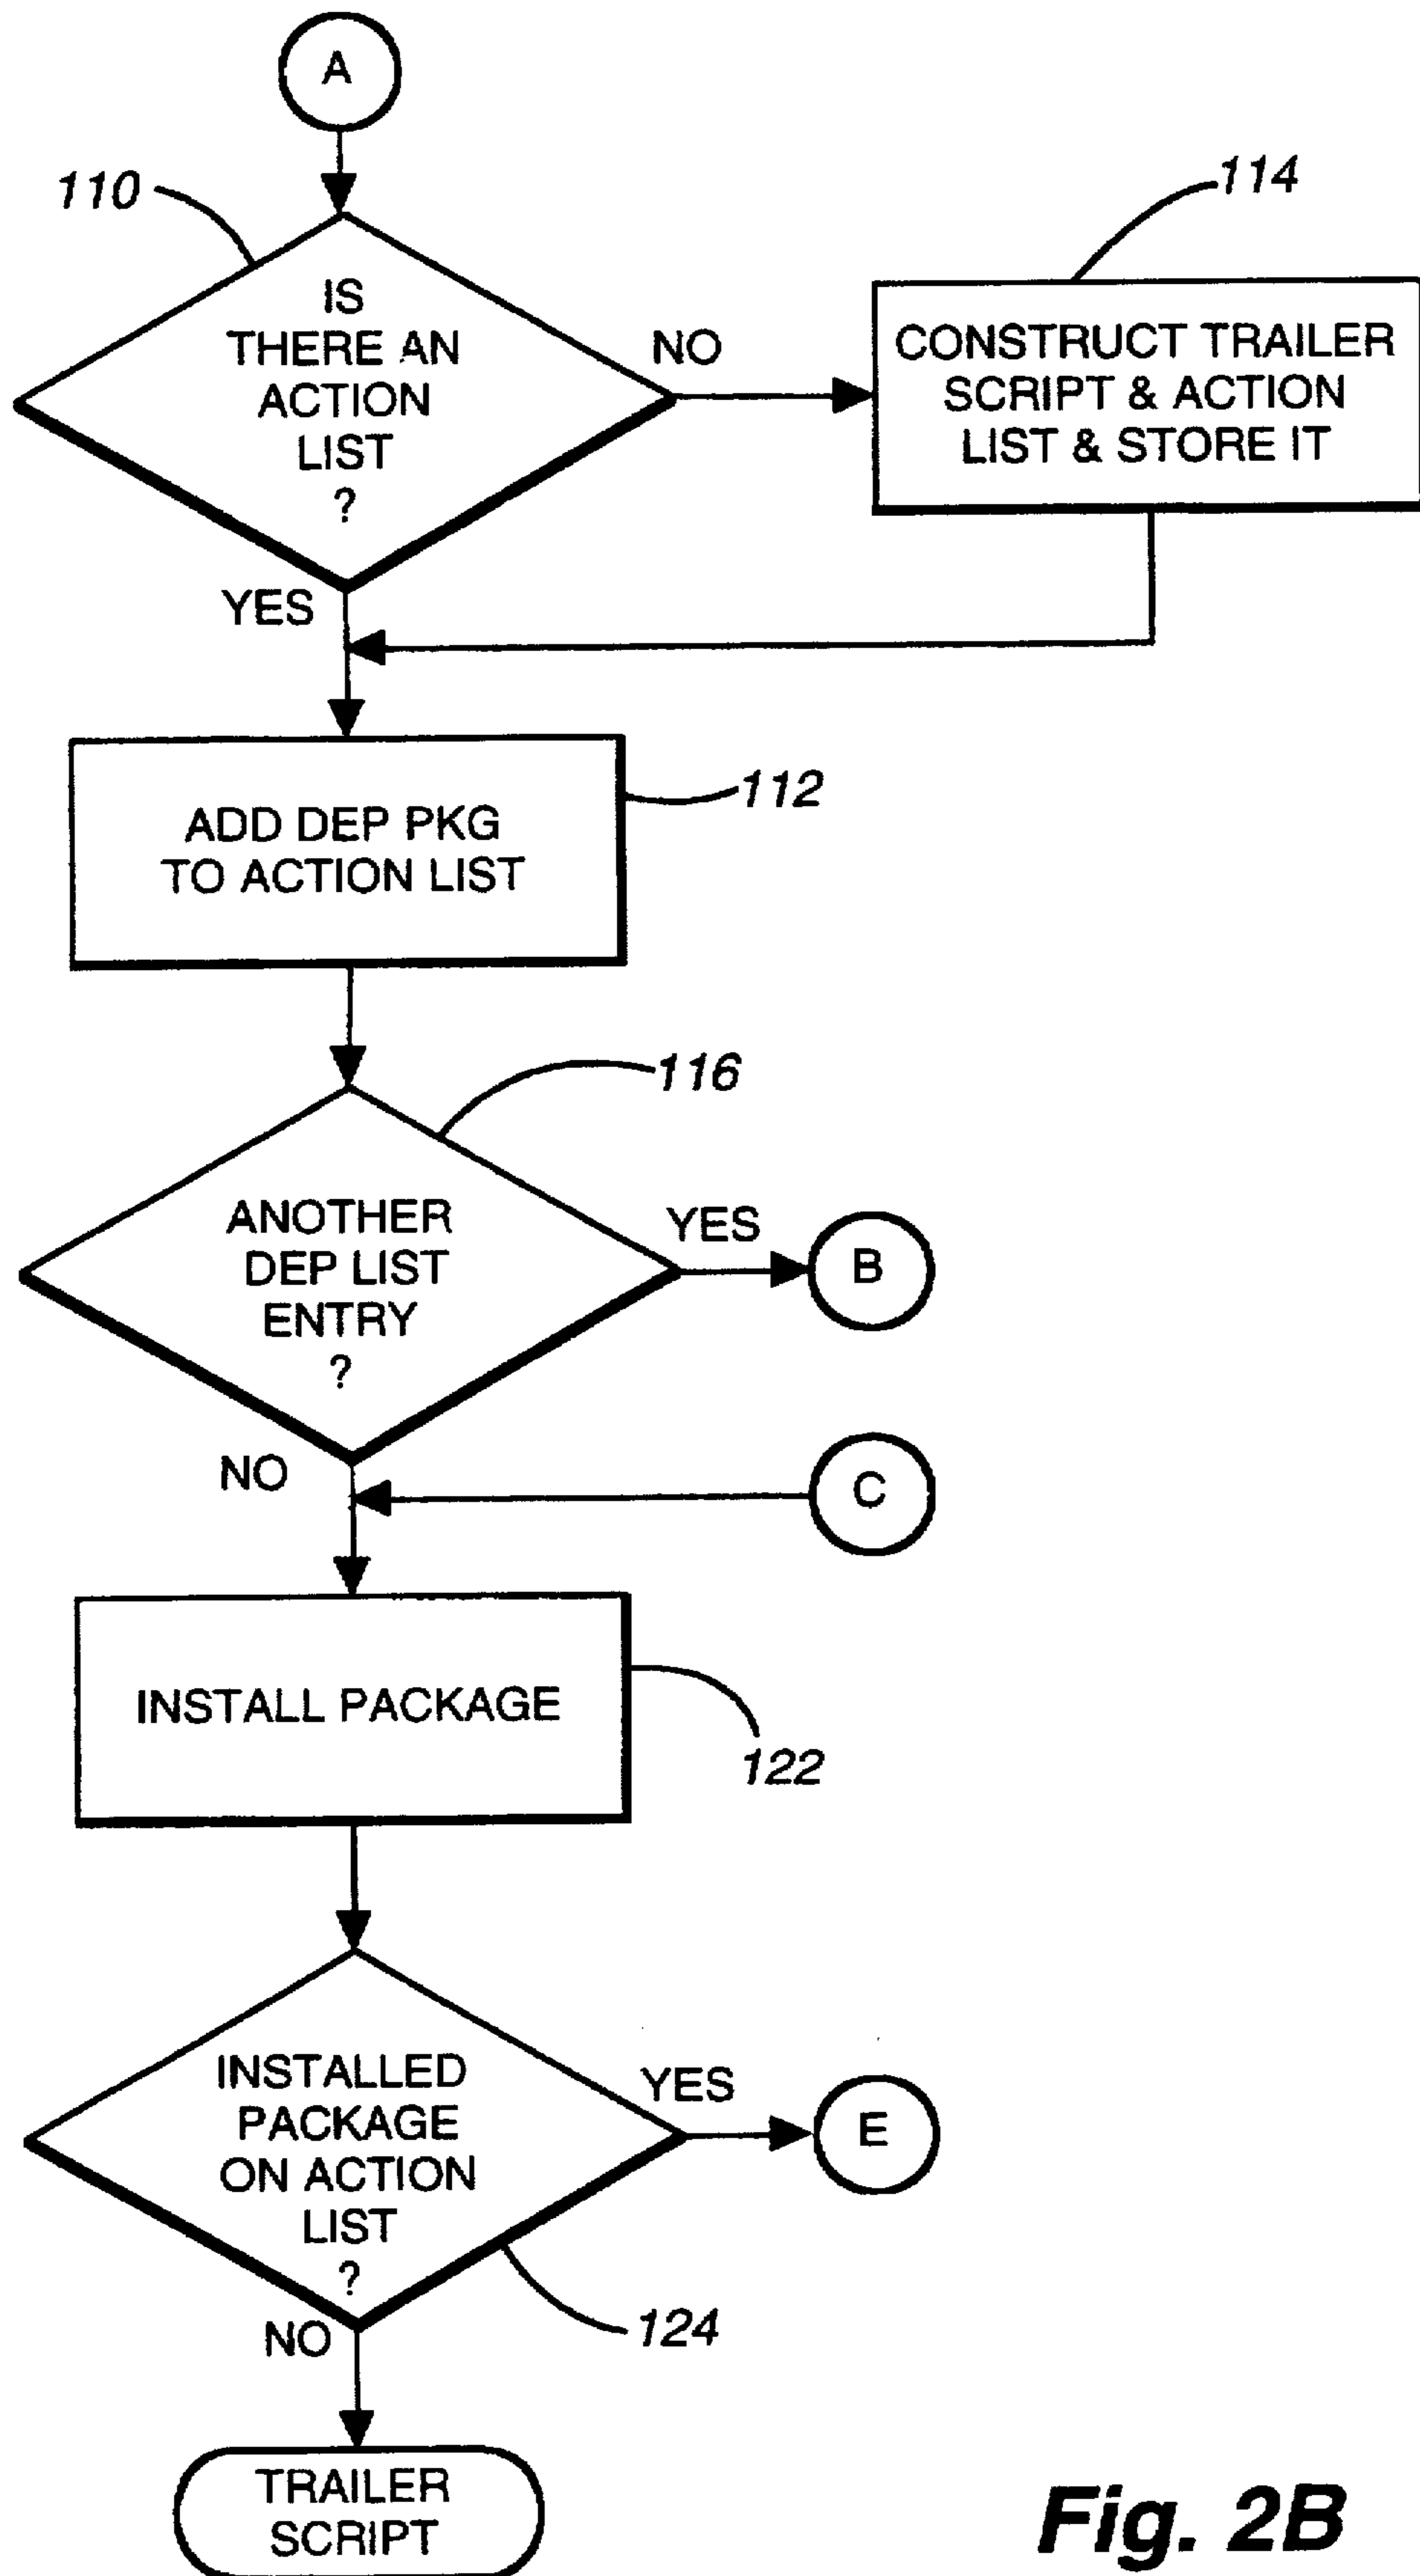 A
110
IS
THERE AN
ACTION
LIST
?
NO
114
CONSTRUCT TRAILER
SCRIPT & ACTION
LIST & STORE IT
YES
ADD DEP PKG
TO ACTION LIST
112
116
ANOTHER
DEP LIST
ENTRY
?
YES
B
NO
C
INSTALL PACKAGE
122
INSTALLED
PACKAGE
ON ACTION
LIST
?
YES
E
124
NO
TRAILER
SCRIPT
Fig. 2B